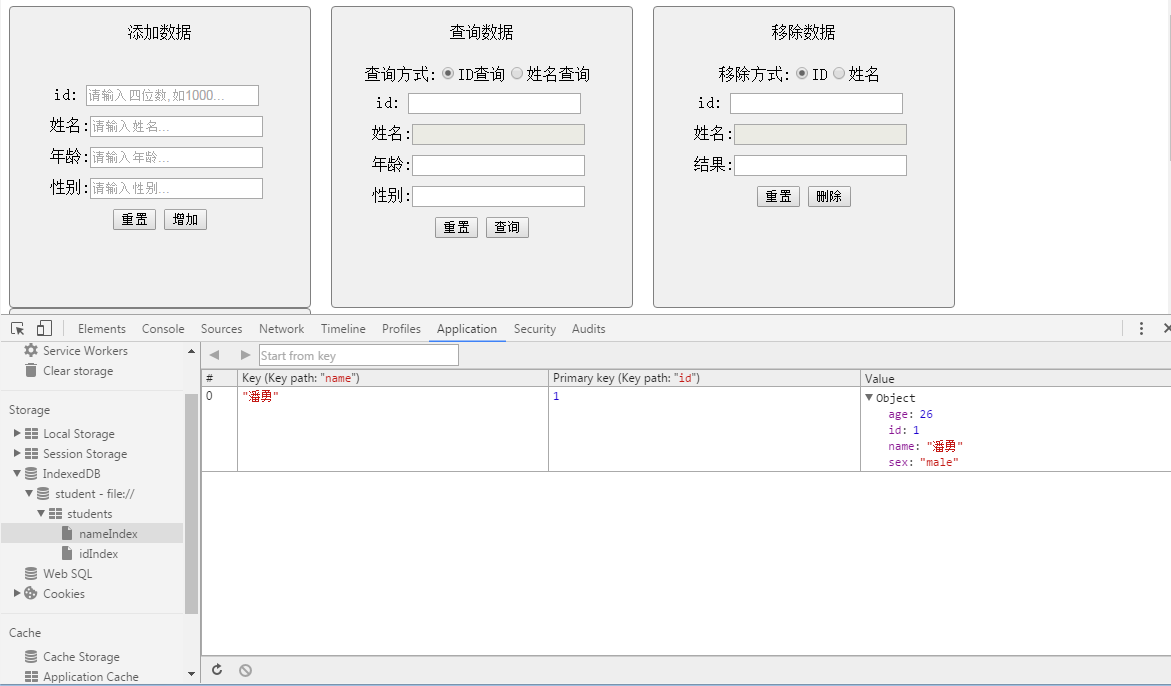 添加数据
id: 请输入四位数,如1000...
姓名: 请输入姓名...
年龄: 请输入年龄...
性别: 请输入性别...
重置 增加
查询数据
查询方式: ID查询 姓名查询
id:
姓名:
年龄:
性别:
重置 查询
移除数据
移除方式: ID 姓名
id:
姓名:
结果:
重置 删除
Elements Console Sources Network Timeline Profiles Application Security Audits
Service Workers
Clear storage
Storage
Local Storage
Session Storage
IndexedDB
student - file://
students
nameIndex
idIndex
Web SQL
Cookies
Cache
Cache Storage
Application Cache
Start from key
# Key (Key path: "name") Primary key (Key path: "id") Value
0 "潘勇" 1 Object
age: 26
id: 1
name: "潘勇"
sex: "male"